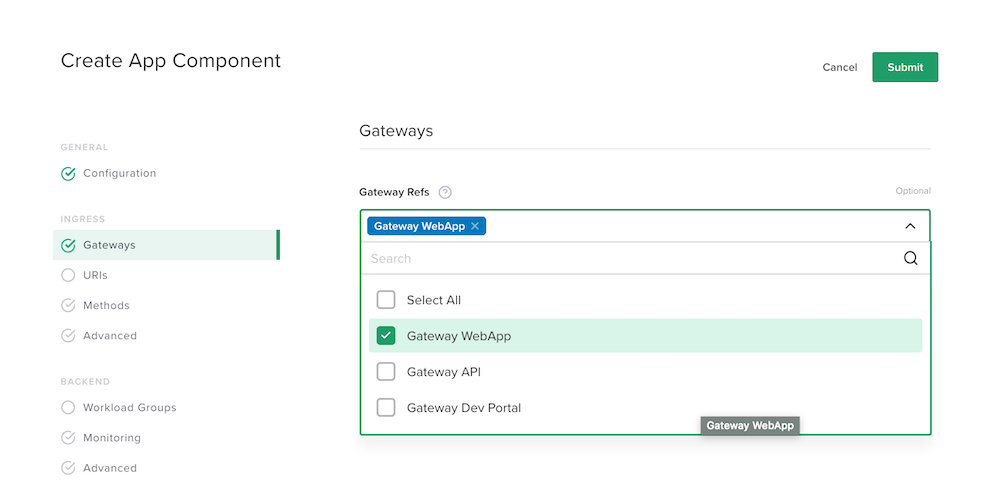 Create App Component
Cancel
Submit
GENERAL
Configuration
INGRESS
Gateways
URIs
Methods
Advanced
BACKEND
Workload Groups
Monitoring
Advanced
Gateways
Gateway Refs
Optional
Gateway WebApp
Search
Select All
Gateway WebApp
Gateway API
Gateway Dev Portal
Gateway WebApp